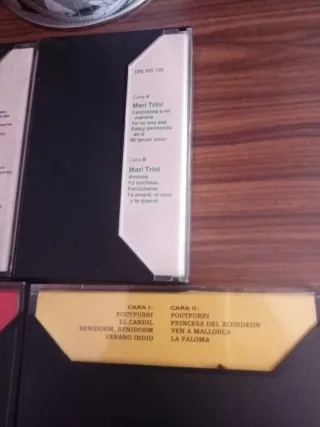 Cara A
Mari Trini
Canciones a mi
manera
Yo no soy esa
Estoy pensando
en ti
Mi tercer amor
Cara B
Mari Trini
Amores
Yo confieso
Escúchame
Te amaré, te amo
y te querré
CARA I:
POUTPURRI
EL CANDIL
BENIDORM, BENIDORM
VERANO INDIO
CARA II:
POUTPURRI
PRINCESA DEL ACORDEON
VEN A MALLORCA
LA PALOMA